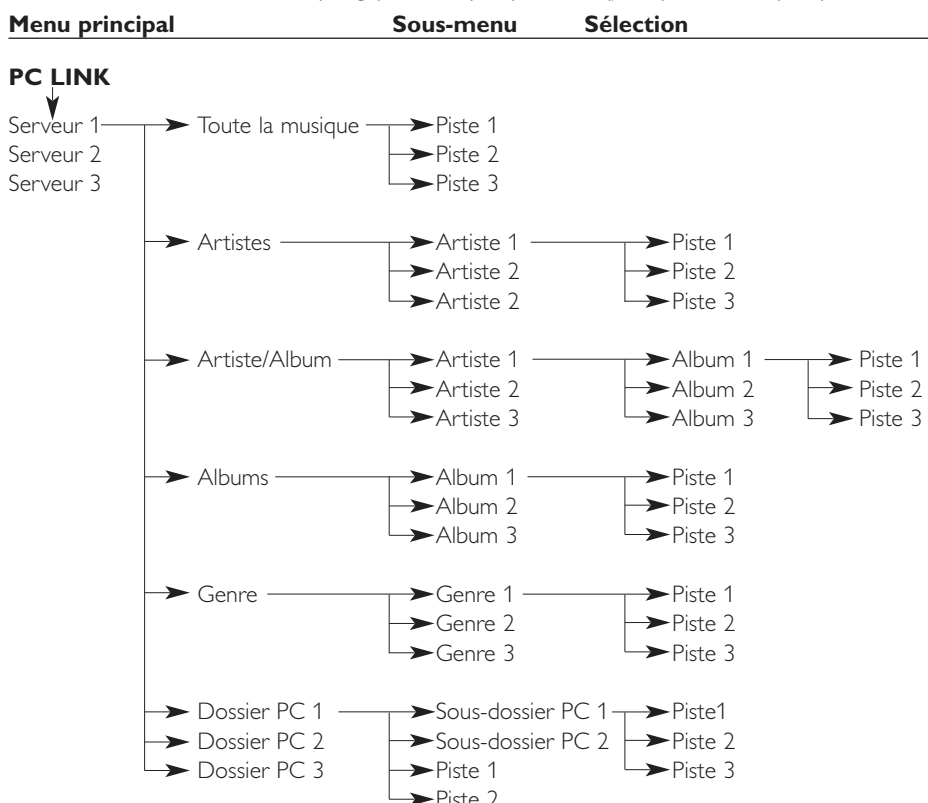 Menu principal Sous-menu Sélection
PC LINK
Serveur 1 Toute la musique Piste 1
Serveur 2 Piste 2
Serveur 3 Piste 3
Artistes Artiste 1 Piste 1
Artiste 2 Piste 2
Artiste 2 Piste 3
Artiste/Album Artiste 1 Album 1 Piste 1
Artiste 2 Album 2 Piste 2
Artiste 3 Album 3 Piste 3
Albums Album 1 Piste 1
Album 2 Piste 2
Album 3 Piste 3
Genre Genre 1 Piste 1
Genre 2 Piste 2
Genre 3 Piste 3
Dossier PC 1 Sous-dossier PC 1 Piste1
Dossier PC 2 Sous-dossier PC 2 Piste 2
Dossier PC 3 Piste 1 Piste 3
Piste 2